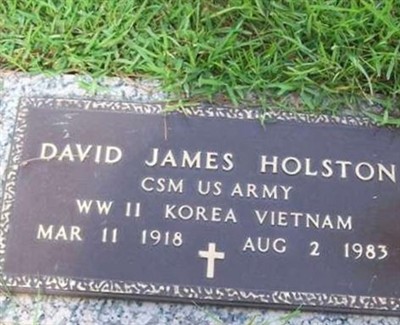 DAVID JAMES HOLSTON
CSM US ARMY
WW II KOREA VIETNAM
MAR 11 1918 AUG 2 1983